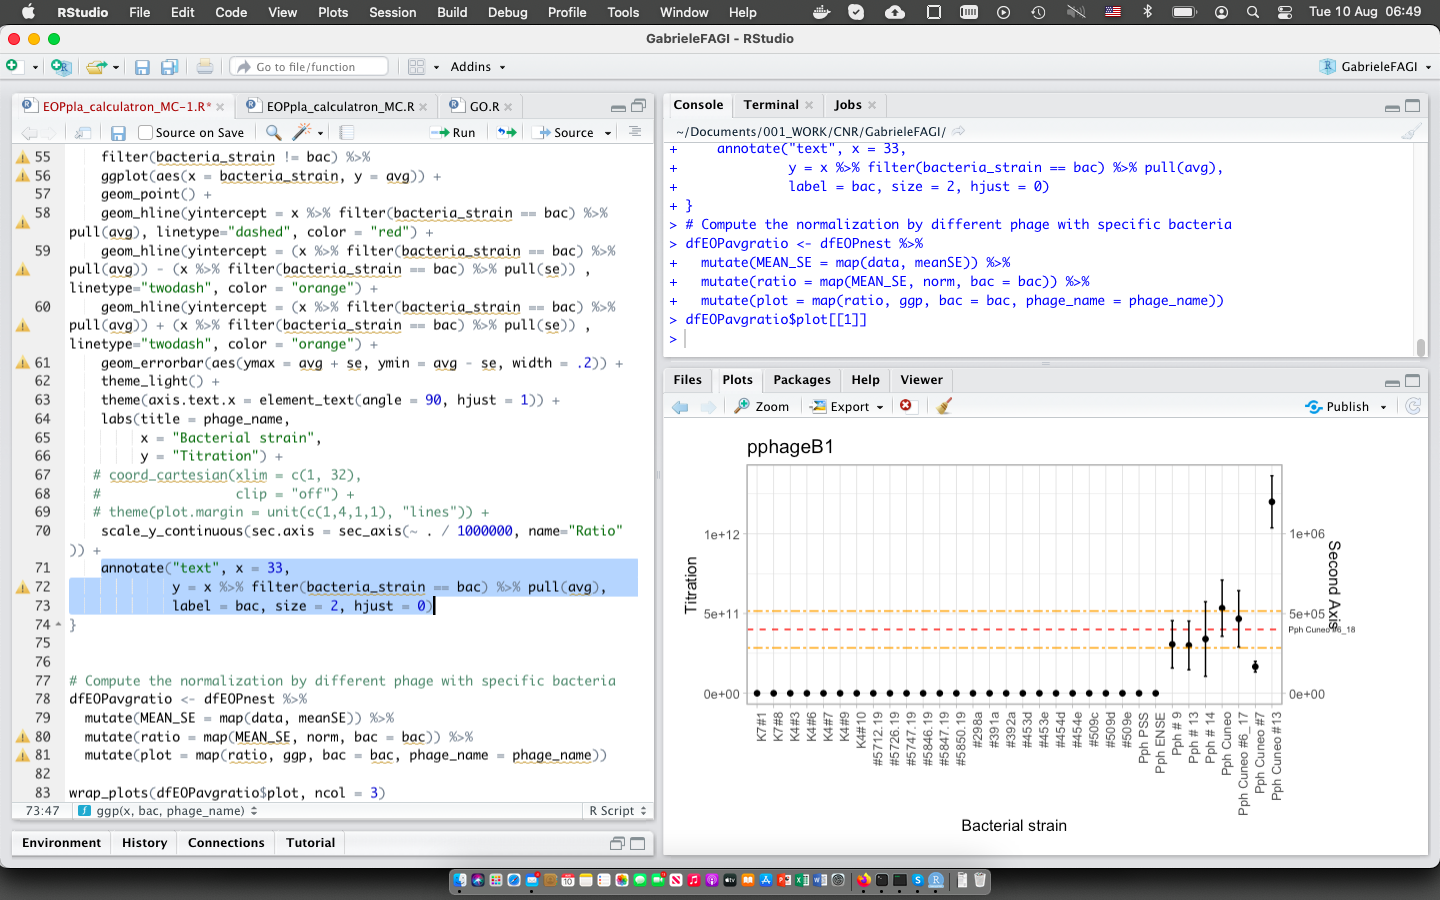 RStudio File Edit Code View Plots Session Build Debug Profile Tools Window Help Tue 10 Aug 06:49
GabrieleFAGI - RStudio
Go to file/function Addins GabrieleFAGI
EOPpla_calculatron_MC-1.R* EOPpla_calculatron_MC.R GO.R
Source on Save Run Source
55 filter(bacteria_strain != bac) %>%
56 ggplot(aes(x = bacteria_strain, y = avg)) +
57 geom_point() +
58 geom_hline(yintercept = x %>% filter(bacteria_strain == bac) %>%
pull(avg), linetype="dashed", color = "red") +
59 geom_hline(yintercept = (x %>% filter(bacteria_strain == bac) %>%
pull(avg)) - (x %>% filter(bacteria_strain == bac) %>% pull(se)) ,
linetype="twodash", color = "orange") +
60 geom_hline(yintercept = (x %>% filter(bacteria_strain == bac) %>%
pull(avg)) + (x %>% filter(bacteria_strain == bac) %>% pull(se)) ,
linetype="twodash", color = "orange") +
61 geom_errorbar(aes(ymax = avg + se, ymin = avg - se, width = .2)) +
62 theme_light() +
63 theme(axis.text.x = element_text(angle = 90, hjust = 1)) +
64 labs(title = phage_name,
65 x = "Bacterial strain",
66 y = "Titration") +
67 # coord_cartesian(xlim = c(1, 32),
68 # clip = "off") +
69 # theme(plot.margin = unit(c(1,4,1,1), "lines")) +
70 scale_y_continuous(sec.axis = sec_axis(~ . / 1000000, name="Ratio"
)) +
71 annotate("text", x = 33,
72 y = x %>% filter(bacteria_strain == bac) %>% pull(avg),
73 label = bac, size = 2, hjust = 0)
74 }
75
76
77 # Compute the normalization by different phage with specific bacteria
78 dfEOPavgratio <- dfEOPnest %>%
79 mutate(MEAN_SE = map(data, meanSE)) %>%
80 mutate(ratio = map(MEAN_SE, norm, bac = bac)) %>%
81 mutate(plot = map(ratio, ggp, bac = bac, phage_name = phage_name))
82
83 wrap_plots(dfEOPavgratio$plot, ncol = 3)
73:47 ggp(x, bac, phage_name) R Script
Environment History Connections Tutorial
Console Terminal Jobs
~/Documents/001_WORK/CNR/GabrieleFAGI/
+ annotate("text", x = 33,
+ y = x %>% filter(bacteria_strain == bac) %>% pull(avg),
+ label = bac, size = 2, hjust = 0)
+ }
> # Compute the normalization by different phage with specific bacteria
> dfEOPavgratio <- dfEOPnest %>%
+ mutate(MEAN_SE = map(data, meanSE)) %>%
+ mutate(ratio = map(MEAN_SE, norm, bac = bac)) %>%
+ mutate(plot = map(ratio, ggp, bac = bac, phage_name = phage_name))
> dfEOPavgratio$plot[[1]]
>
Files Plots Packages Help Viewer
Zoom Export Publish
pphageB1
Titration
1e+12
5e+11
0e+00
1e+06
5e+05
0e+00
Second Axis
Pph Cuneo #6_18
K7#1
K7#8
K4#3
K4#6
K4#7
K4#9
K4#10
#5712.19
#5726.19
#5747.19
#5846.19
#5847.19
#5850.19
#298a
#391a
#392a
#453d
#453e
#454d
#454e
#509c
#509d
#509e
Pph PSS
Pph ENSE
Pph # 9
Pph # 13
Pph # 14
Pph Cuneo
Pph Cuneo #6_17
Pph Cuneo #7
Pph Cuneo #13
Bacterial strain